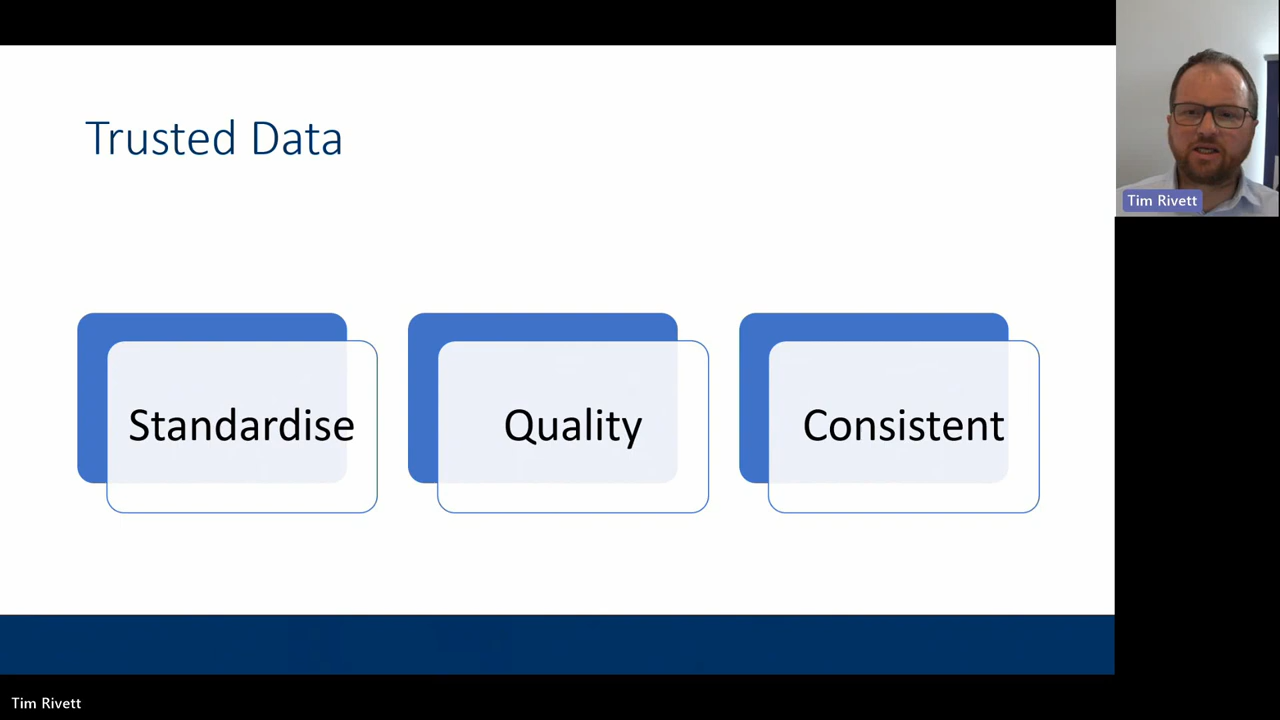 Trusted Data
Standardise
Quality
Consistent
Tim Rivett
Tim Rivett